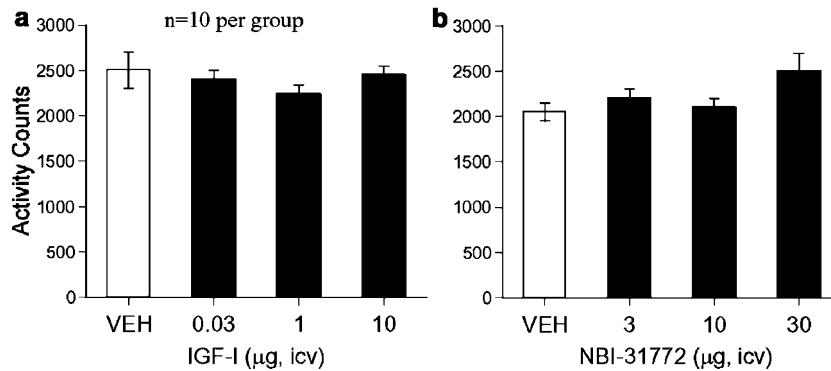 a
n=10 per group
3000
2500
2000
1500
1000
500
0
Activity Counts
VEH 0.03 1 10
IGF-I (μg, icv)
b
3000
2500
2000
1500
1000
500
0
VEH 3 10 30
NBI-31772 (μg, icv)